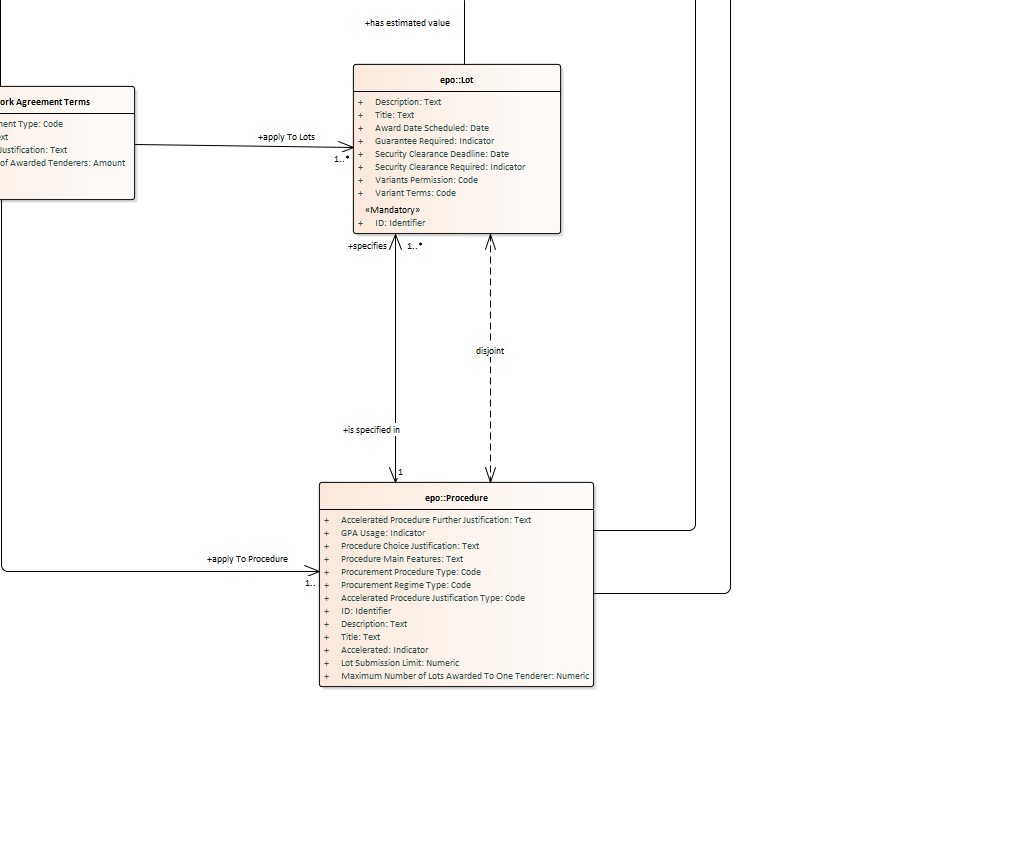 +has estimated value
epo::Lot
+ Description: Text
+ Title: Text
+ Award Date Scheduled: Date
+ Guarantee Required: Indicator
+ Security Clearance Deadline: Date
+ Security Clearance Required: Indicator
+ Variants Permission: Code
+ Variant Terms: Code
«Mandatory»
+ ID: Identifier
ork Agreement Terms
ment Type: Code
xt
Justification: Text
of Awarded Tenderers: Amount
+apply To Lots
1..*
+specifies
1..*
disjoint
+is specified in
1
epo::Procedure
+ Accelerated Procedure Further Justification: Text
+ GPA Usage: Indicator
+ Procedure Choice Justification: Text
+ Procedure Main Features: Text
+ Procurement Procedure Type: Code
+ Procurement Regime Type: Code
+ Accelerated Procedure Justification Type: Code
+ ID: Identifier
+ Description: Text
+ Title: Text
+ Accelerated: Indicator
+ Lot Submission Limit: Numeric
+ Maximum Number of Lots Awarded To One Tenderer: Numeric
+apply To Procedure
1..